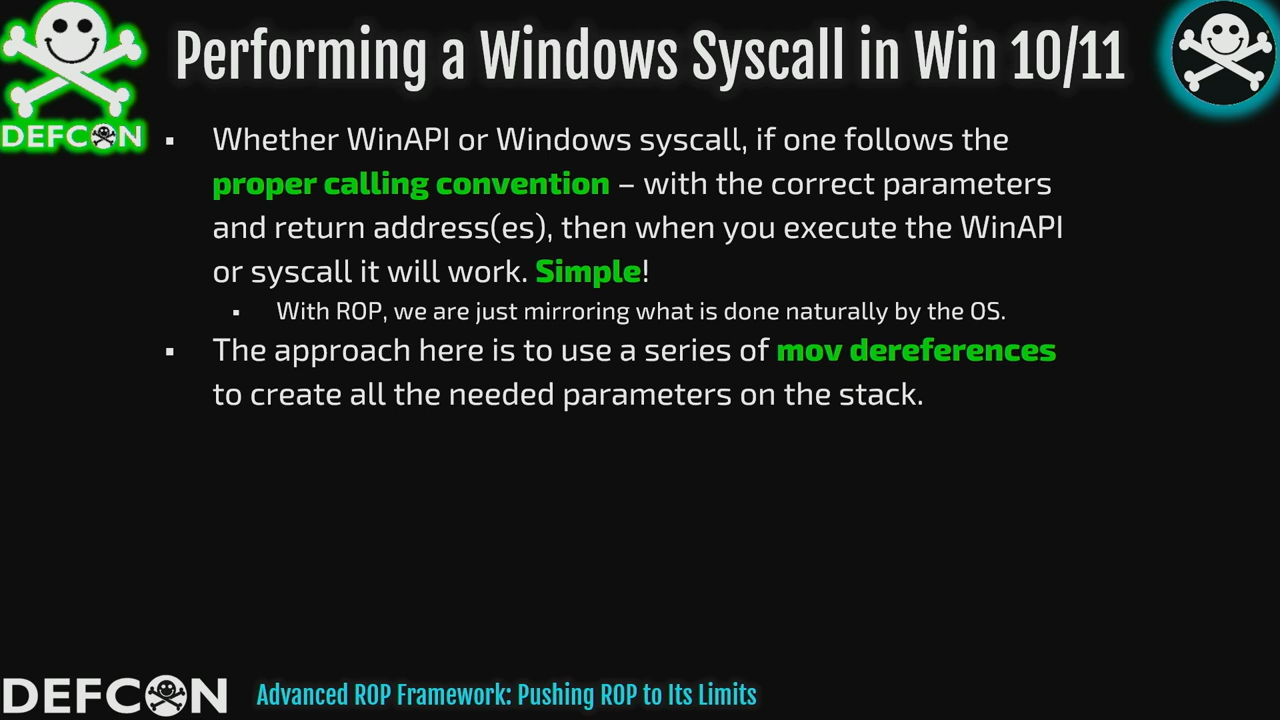 Performing a Windows Syscall in Win 10/11
DEFCON
▪ Whether WinAPI or Windows syscall, if one follows the
proper calling convention – with the correct parameters
and return address(es), then when you execute the WinAPI
or syscall it will work. Simple!
▪ With ROP, we are just mirroring what is done naturally by the OS.
▪ The approach here is to use a series of mov dereferences
to create all the needed parameters on the stack.
DEFCON
Advanced ROP Framework: Pushing ROP to Its Limits